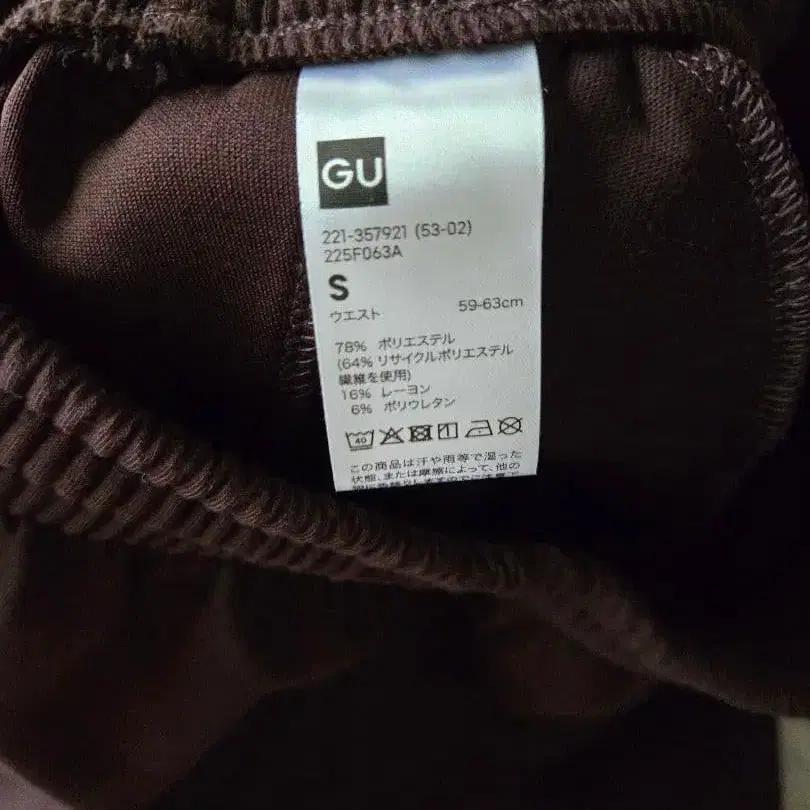 GU
221-357921 (53-02)
225F063A
S
ウエスト 59-63cm
78% ポリエステル
(64% リサイクルポリエステル
繊維を使用)
16% レーヨン
6% ポリウレタン
40
この商品は汗や雨等で湿った
状態、または摩擦によって、他の